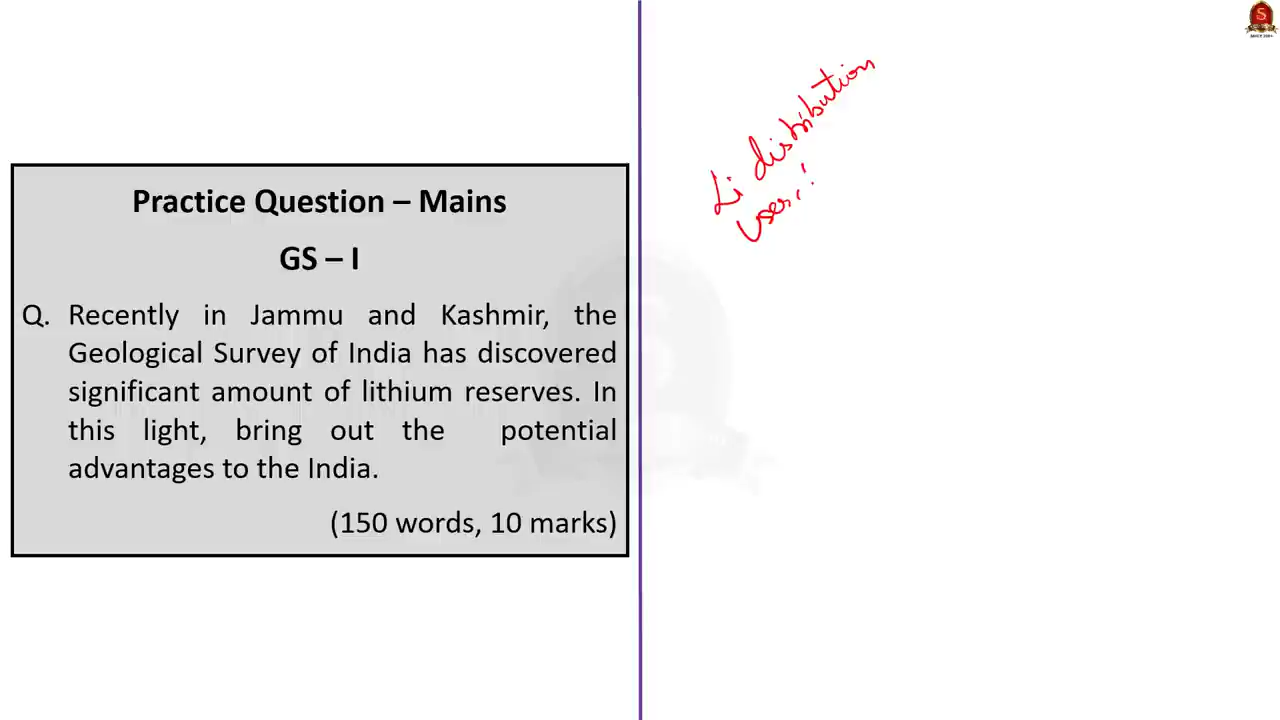 Practice Question – Mains
GS – I
Q. Recently in Jammu and Kashmir, the
Geological Survey of India has discovered
significant amount of lithium reserves. In
this light, bring out the potential
advantages to the India.
(150 words, 10 marks)
Li distribution
uses